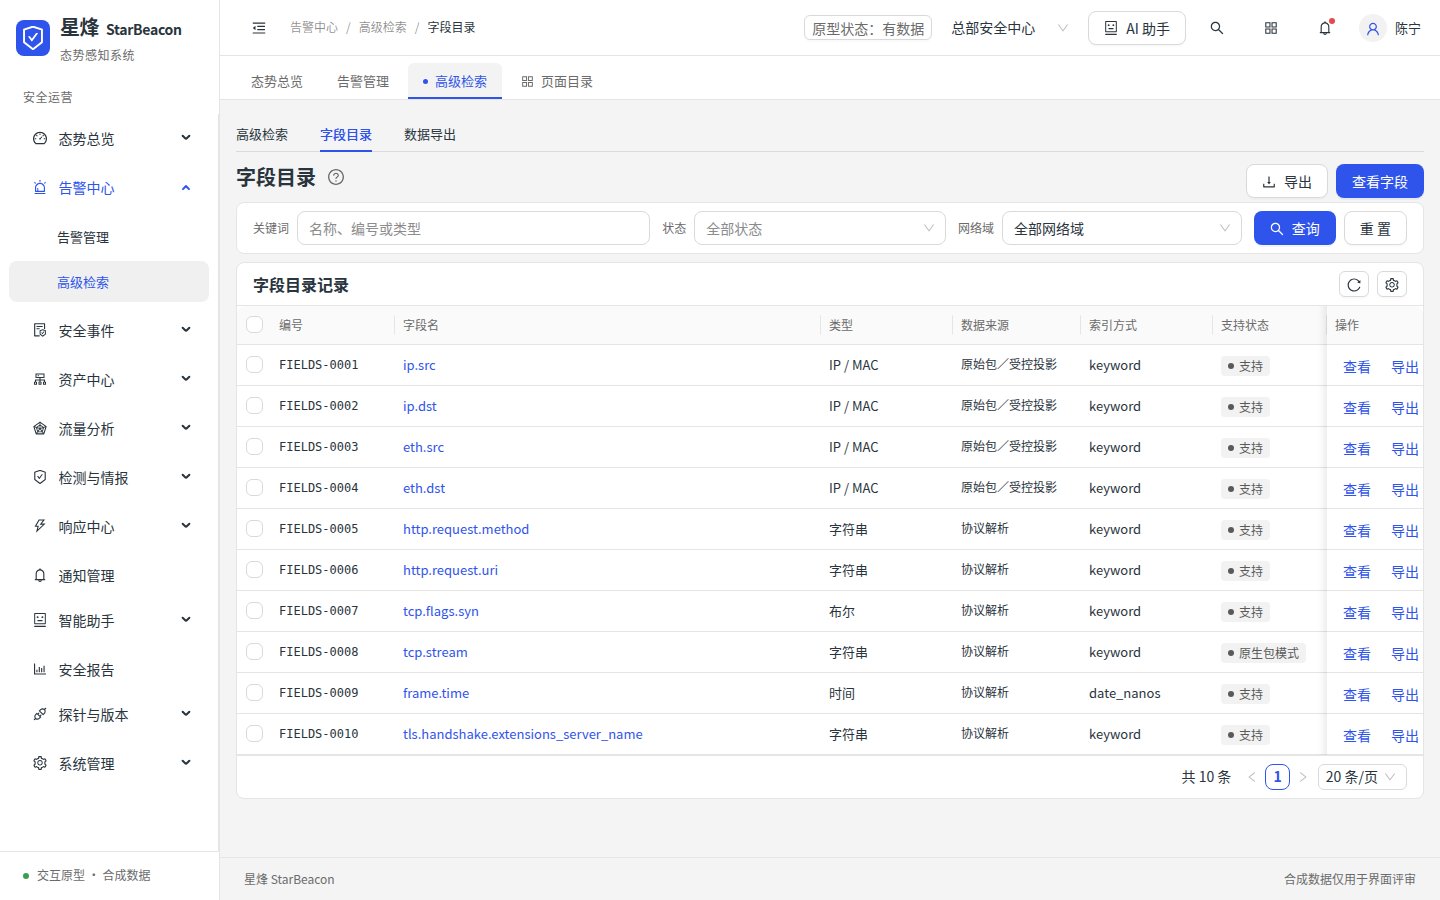 星烽 StarBeacon
态势感知系统
安全运营
态势总览
告警中心
告警管理
高级检索
安全事件
资产中心
流量分析
检测与情报
响应中心
通知管理
智能助手
安全报告
探针与版本
系统管理
交互原型 · 合成数据
告警中心 / 高级检索 / 字段目录
原型状态：有数据
总部安全中心
AI 助手
陈宁
态势总览 告警管理 高级检索 页面目录
高级检索 字段目录 数据导出
字段目录
导出 查看字段
关键词 名称、编号或类型 状态 全部状态 网络域 全部网络域 查询 重 置
字段目录记录
编号 字段名 类型 数据来源 索引方式 支持状态 操作
FIELDS-0001 ip.src IP / MAC 原始包／受控投影 keyword 支持 查看 导出
FIELDS-0002 ip.dst IP / MAC 原始包／受控投影 keyword 支持 查看 导出
FIELDS-0003 eth.src IP / MAC 原始包／受控投影 keyword 支持 查看 导出
FIELDS-0004 eth.dst IP / MAC 原始包／受控投影 keyword 支持 查看 导出
FIELDS-0005 http.request.method 字符串 协议解析 keyword 支持 查看 导出
FIELDS-0006 http.request.uri 字符串 协议解析 keyword 支持 查看 导出
FIELDS-0007 tcp.flags.syn 布尔 协议解析 keyword 支持 查看 导出
FIELDS-0008 tcp.stream 字符串 协议解析 keyword 原生包模式 查看 导出
FIELDS-0009 frame.time 时间 协议解析 date_nanos 支持 查看 导出
FIELDS-0010 tls.handshake.extensions_server_name 字符串 协议解析 keyword 支持 查看 导出
共 10 条 1 20 条/页
星烽 StarBeacon
合成数据仅用于界面评审